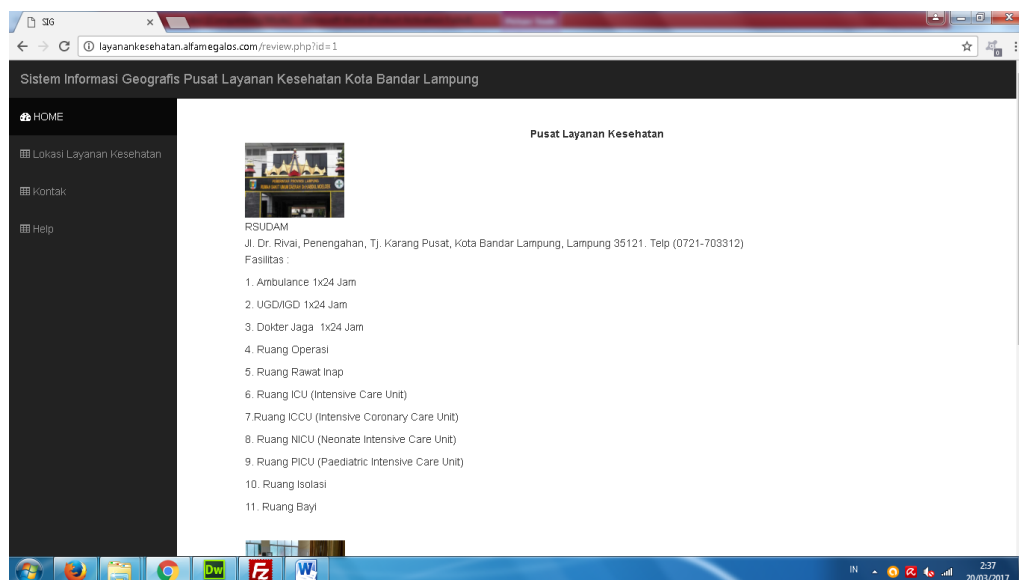 SIG
layanankesehatan.alfamegalos.com/review.php?id=1
Sistem Informasi Geografis Pusat Layanan Kesehatan Kota Bandar Lampung
HOME
Lokasi Layanan Kesehatan
Kontak
Help
Pusat Layanan Kesehatan
RSUDAM
Jl. Dr. Rivai, Penengahan, Tj. Karang Pusat, Kota Bandar Lampung, Lampung 35121. Telp (0721-703312)
Fasilitas :
1. Ambulance 1x24 Jam
2. UGD/IGD 1x24 Jam
3. Dokter Jaga 1x24 Jam
4. Ruang Operasi
5. Ruang Rawat Inap
6. Ruang ICU (Intensive Care Unit)
7.Ruang ICCU (Intensive Coronary Care Unit)
8. Ruang NICU (Neonate Intensive Care Unit)
9. Ruang PICU (Paediatric Intensive Care Unit)
10. Ruang Isolasi
11. Ruang Bayi
Dw
Fz
W
IN
2:37
20/03/2017